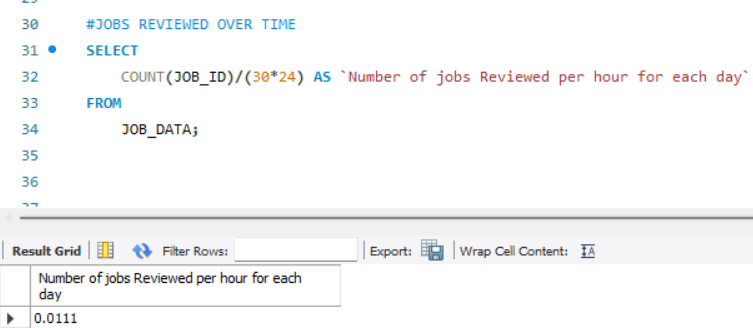 30 #JOBS REVIEWED OVER TIME
31 SELECT
32 COUNT(JOB_ID)/(30*24) AS `Number of jobs Reviewed per hour for each day`
33 FROM
34 JOB_DATA;
35
36
Result Grid Filter Rows: Export: Wrap Cell Content:
Number of jobs Reviewed per hour for each
day
0.0111